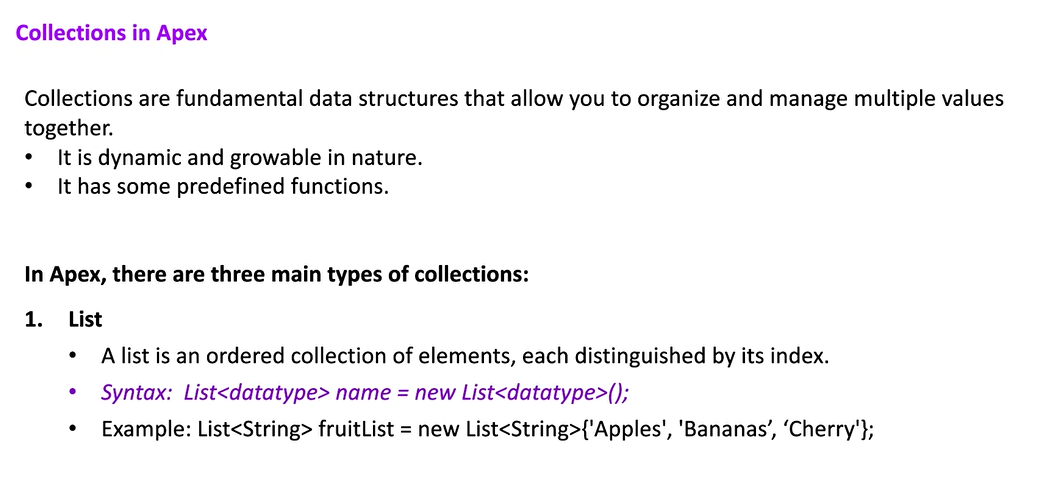 Collections in Apex
Collections are fundamental data structures that allow you to organize and manage multiple values
together.
• It is dynamic and growable in nature.
• It has some predefined functions.
In Apex, there are three main types of collections:
1. List
• A list is an ordered collection of elements, each distinguished by its index.
• Syntax: List<datatype> name = new List<datatype>();
• Example: List<String> fruitList = new List<String>{'Apples', 'Bananas’, ‘Cherry'};